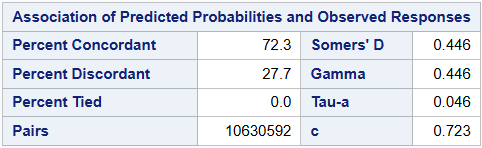 Association of Predicted Probabilities and Observed Responses
Percent Concordant 72.3 Somers' D 0.446
Percent Discordant 27.7 Gamma 0.446
Percent Tied 0.0 Tau-a 0.046
Pairs 10630592 c 0.723